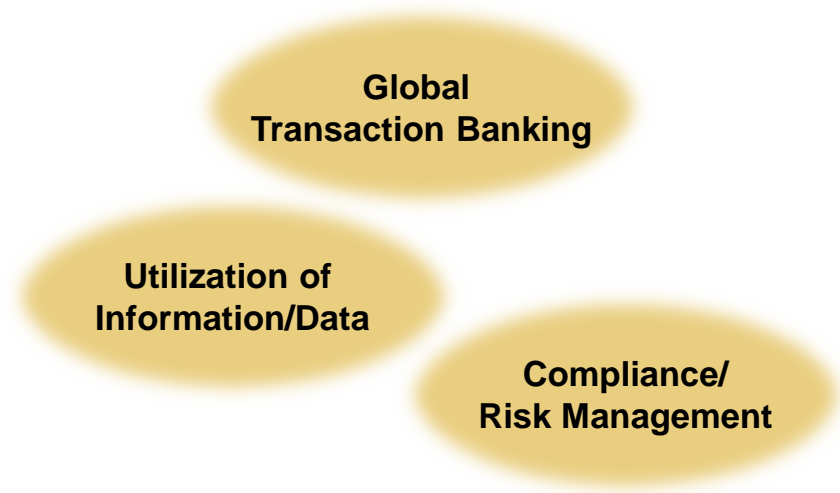 Global
Transaction Banking
Utilization of
Information/Data
Compliance/
Risk Management